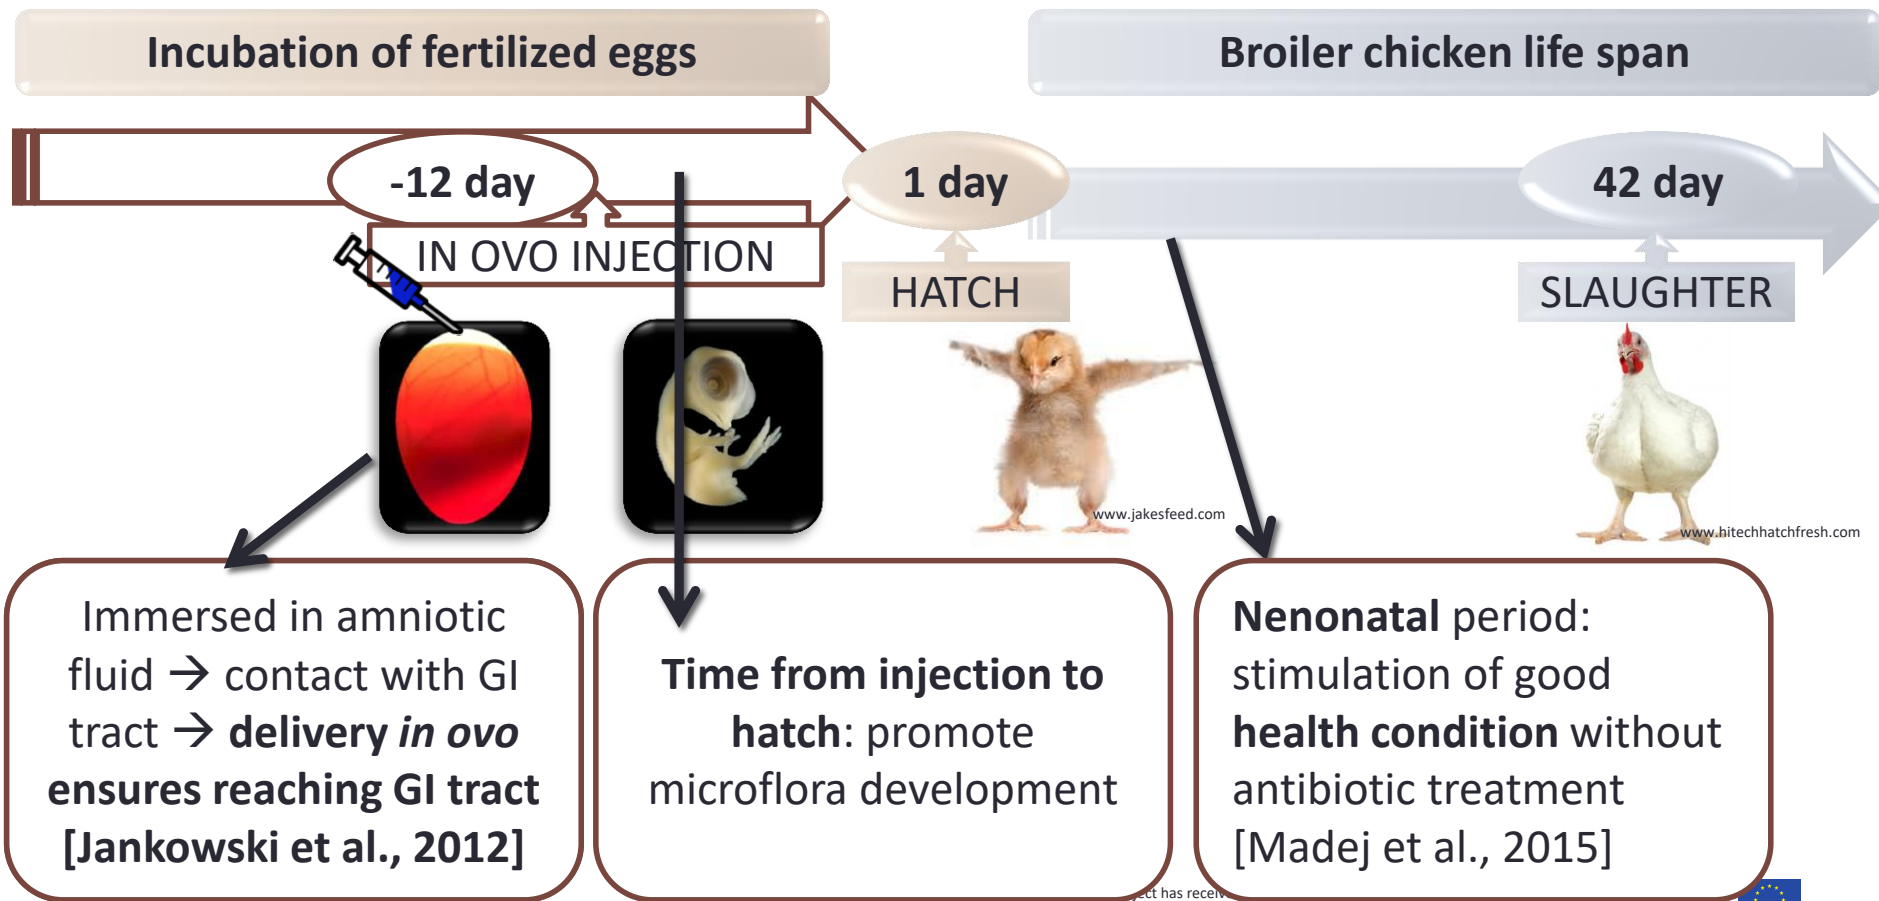 Incubation of fertilized eggs
Broiler chicken life span
-12 day
1 day
42 day
IN OVO INJECTION
HATCH
SLAUGHTER
www.jakesfeed.com
www.hitechhatchfresh.com
Immersed in amniotic
fluid → contact with GI
tract → delivery in ovo
ensures reaching GI tract
[Jankowski et al., 2012]
Time from injection to
hatch: promote
microflora development
Nenonatal period:
stimulation of good
health condition without
antibiotic treatment
[Madej et al., 2015]
has